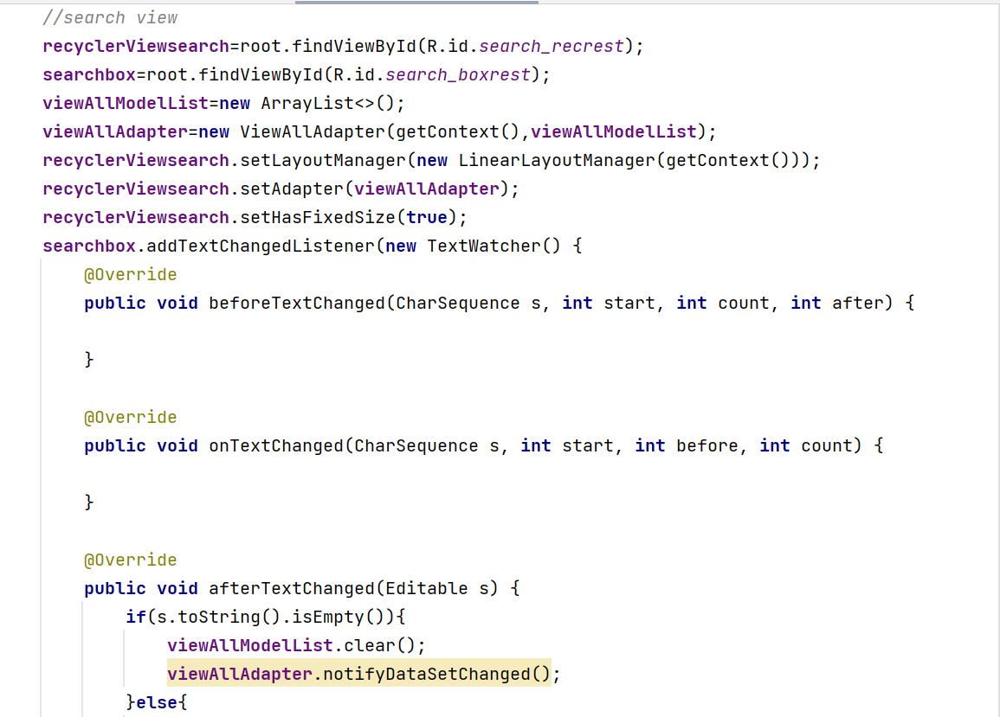 //search view
recyclerViewsearch=root.findViewById(R.id.search_recrest);
searchbox=root.findViewById(R.id.search_boxrest);
viewAllModelList=new ArrayList<>();
viewAllAdapter=new ViewAllAdapter(getContext(),viewAllModelList);
recyclerViewsearch.setLayoutManager(new LinearLayoutManager(getContext()));
recyclerViewsearch.setAdapter(viewAllAdapter);
recyclerViewsearch.setHasFixedSize(true);
searchbox.addTextChangedListener(new TextWatcher() {
    @Override
    public void beforeTextChanged(CharSequence s, int start, int count, int after) {

    }

    @Override
    public void onTextChanged(CharSequence s, int start, int before, int count) {

    }

    @Override
    public void afterTextChanged(Editable s) {
        if(s.toString().isEmpty()){
            viewAllModelList.clear();
            viewAllAdapter.notifyDataSetChanged();
        }else{